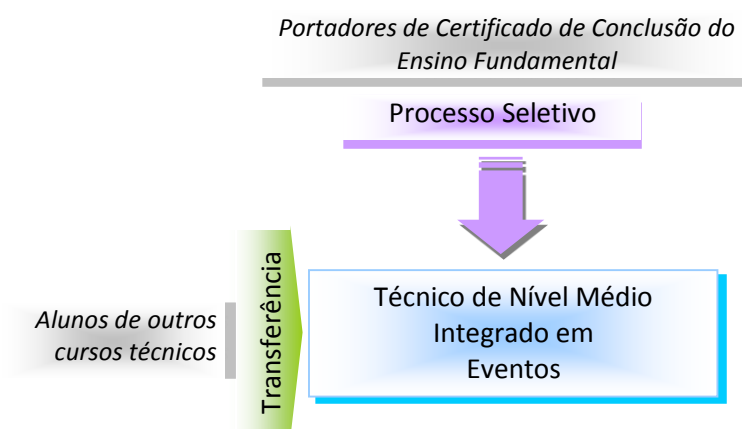 Portadores de Certificado de Conclusão do
Ensino Fundamental
Processo Seletivo
Transferência
Alunos de outros
cursos técnicos
Técnico de Nível Médio
Integrado em
Eventos